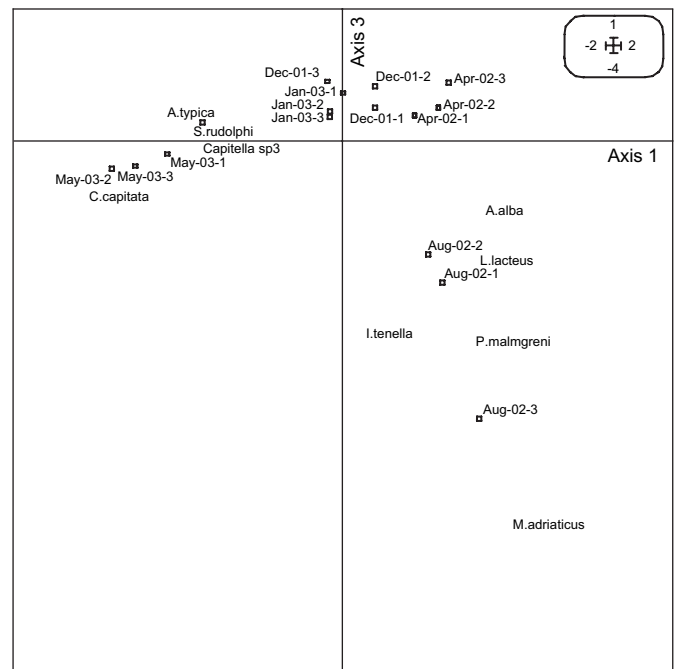 1
-2 2
-4
Axis 3
Dec-01-3
Dec-01-2
Apr-02-3
Jan-03-1
Jan-03-2
Jan-03-3
Dec-01-1
Apr-02-2
Apr-02-1
A.typica
S.rudolphi
Capitella sp3
Axis 1
May-03-1
May-03-2
May-03-3
C.capitata
A.alba
Aug-02-2
L.lacteus
Aug-02-1
I.tenella
P.malmgreni
Aug-02-3
M.adriaticus